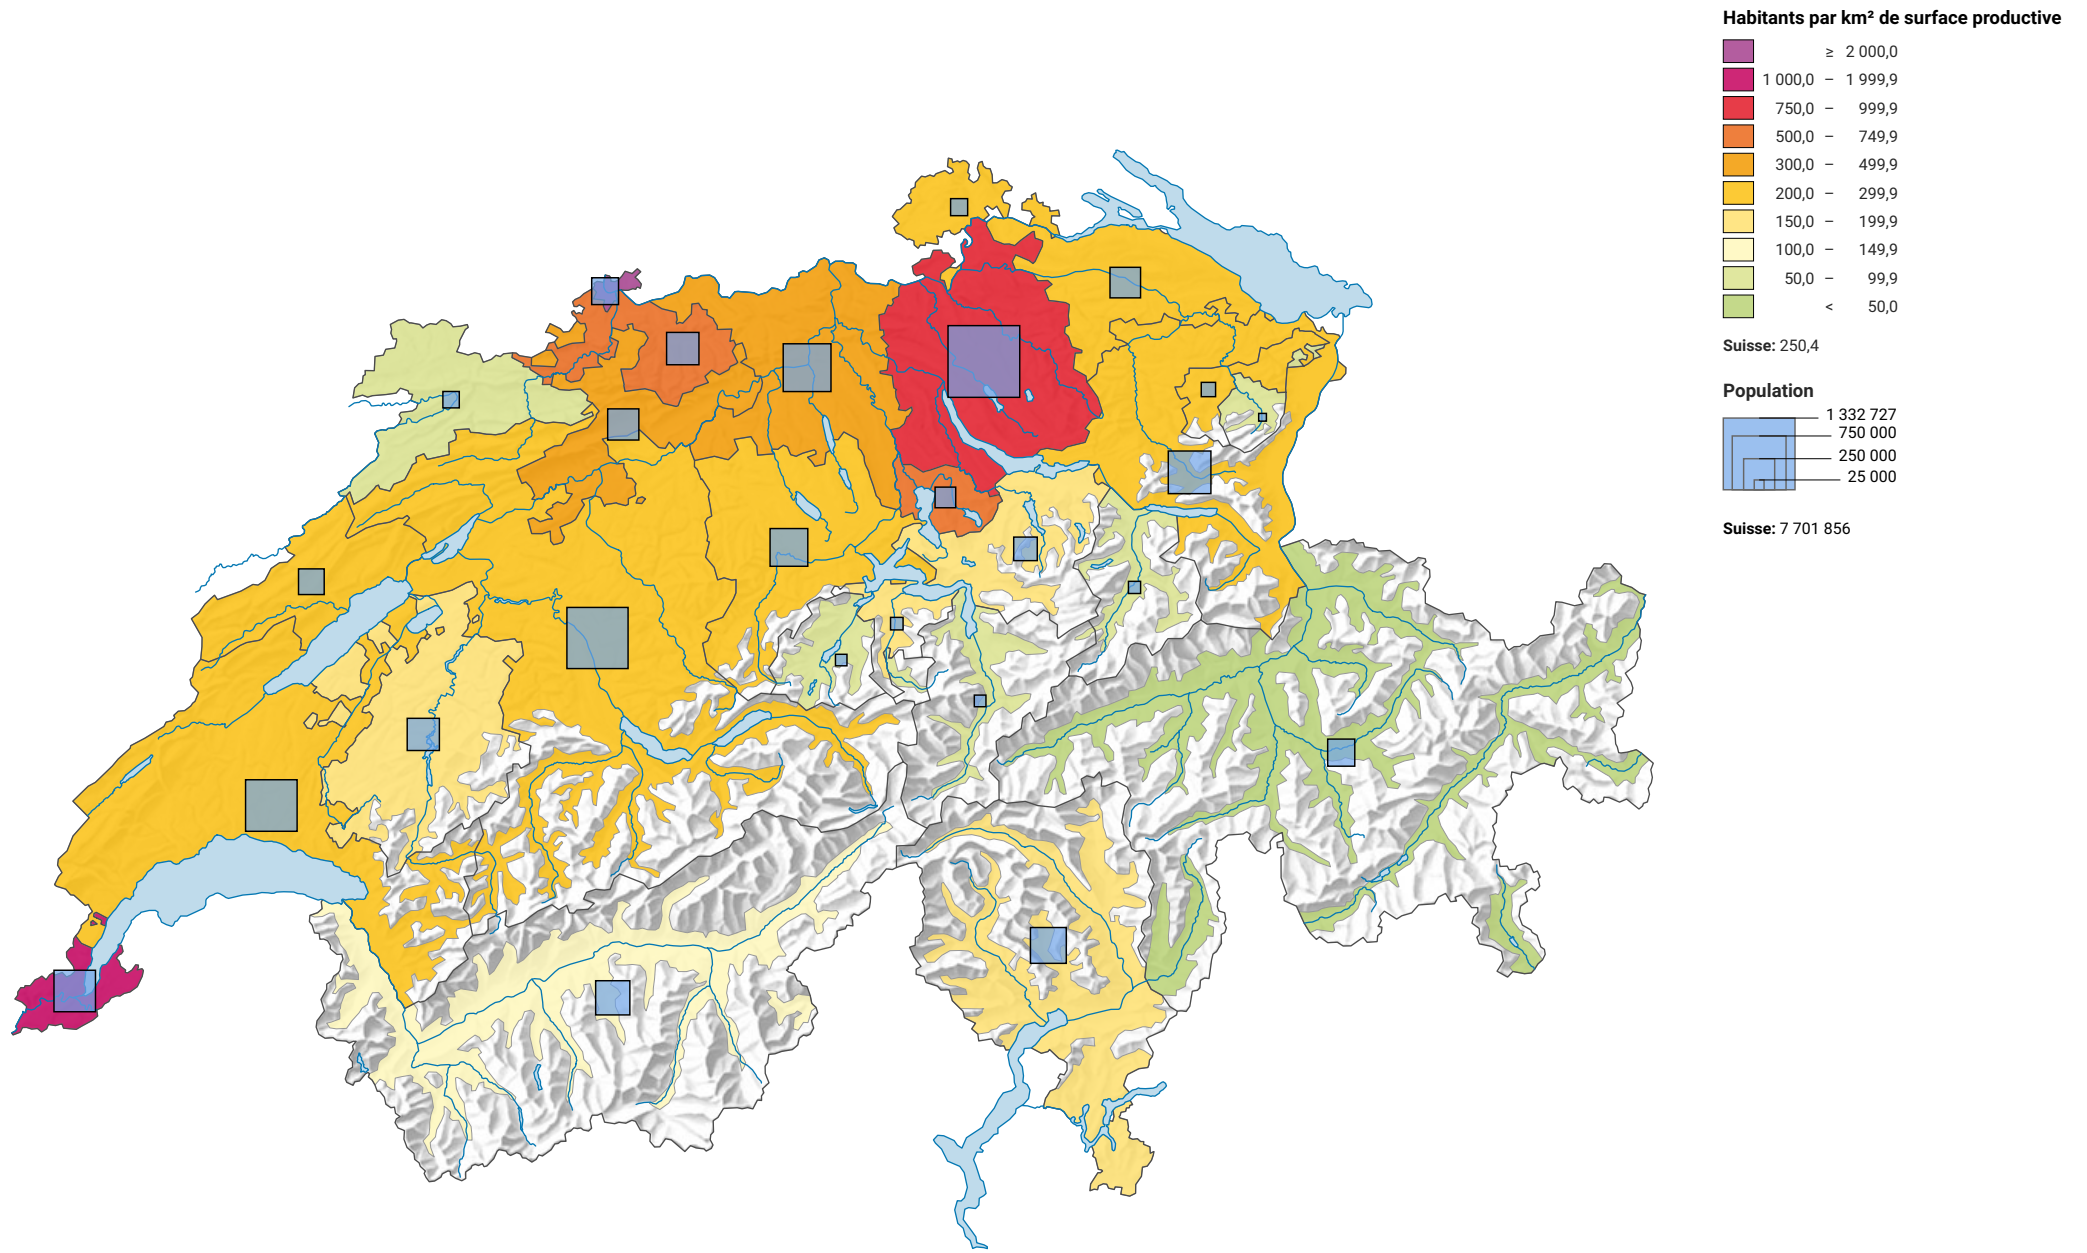 Habitants par km² de surface productive
≥ 2 000,0
1 000,0 – 1 999,9
750,0 – 999,9
500,0 – 749,9
300,0 – 499,9
200,0 – 299,9
150,0 – 199,9
100,0 – 149,9
50,0 – 99,9
< 50,0
Suisse: 250,4
Population
1 332 727
750 000
250 000
25 000
Suisse: 7 701 856